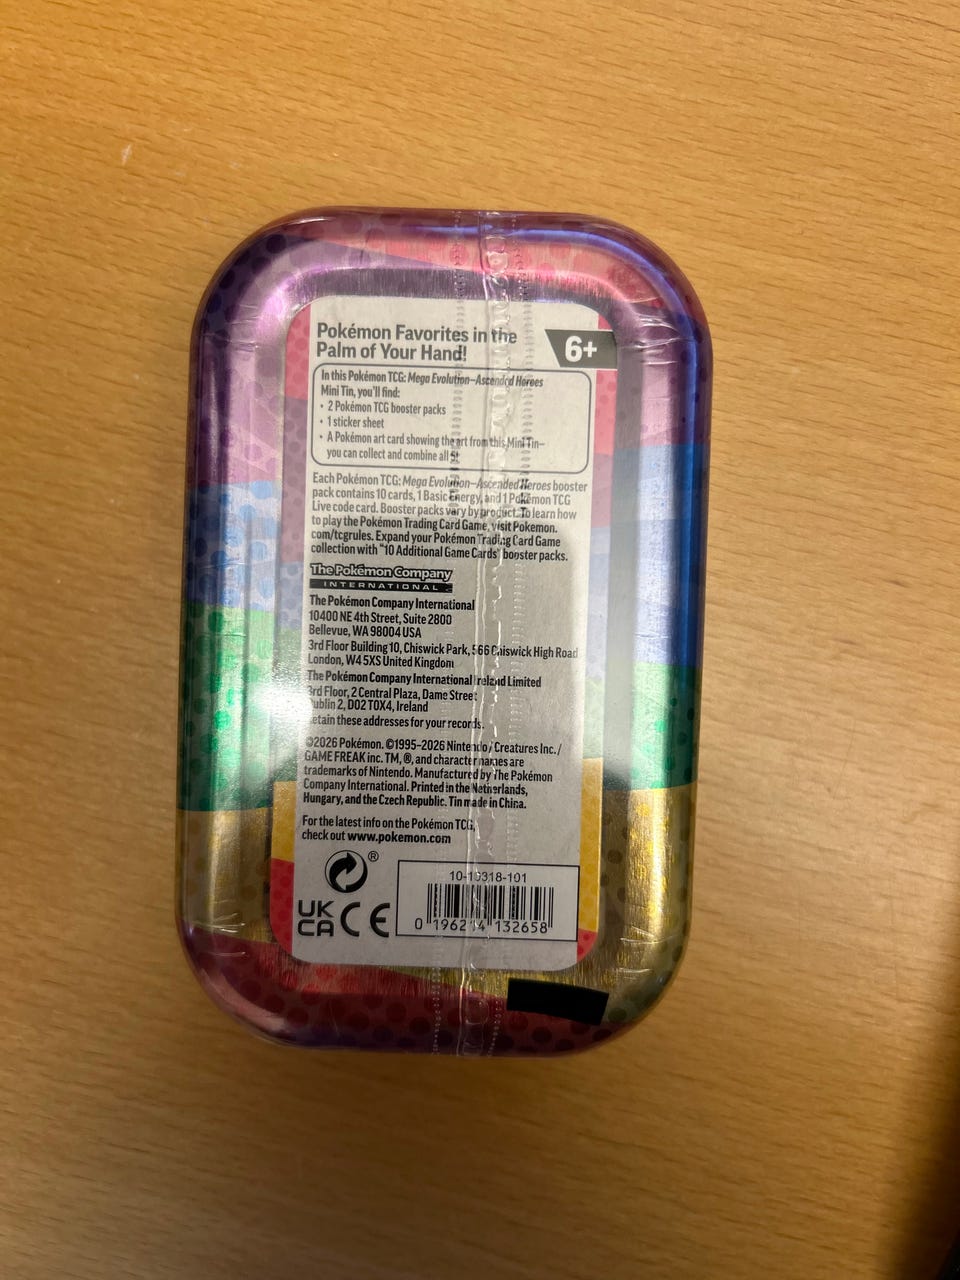 Pokémon Favorites in the
Palm of Your Hand!
6+
In this Pokémon TCG: Mega Evolution—Ascended Heroes
Mini Tin, you'll find:
• 2 Pokémon TCG booster packs
• 1 sticker sheet
• A Pokémon art card showing the art from this Mini Tin—
you can collect and combine all 5!
Each Pokémon TCG: Mega Evolution—Ascended Heroes booster
pack contains 10 cards, 1 Basic Energy, and 1 Pokémon TCG
Live code card. Booster packs vary by product. To learn how
to play the Pokémon Trading Card Game, visit Pokemon.
com/tcgrules. Expand your Pokémon Trading Card Game
collection with "10 Additional Game Cards" booster packs.
The Pokémon Company
INTERNATIONAL
The Pokémon Company International
10400 NE 4th Street, Suite 2800
Bellevue, WA 98004 USA
3rd Floor Building 10, Chiswick Park, 566 Chiswick High Road
London, W4 5XS United Kingdom
The Pokémon Company International Ireland Limited
3rd Floor, 2 Central Plaza, Dame Street
Dublin 2, D02 T0X4, Ireland
Retain these addresses for your records.
©2026 Pokémon. ©1995–2026 Nintendo / Creatures Inc. /
GAME FREAK inc. TM, ®, and character names are
trademarks of Nintendo. Manufactured by The Pokémon
Company International. Printed in the Netherlands,
Hungary, and the Czech Republic. Tin made in China.
For the latest info on the Pokémon TCG,
check out www.pokemon.com
®
UK
CA CE
10-10318-101
0 196214 132658